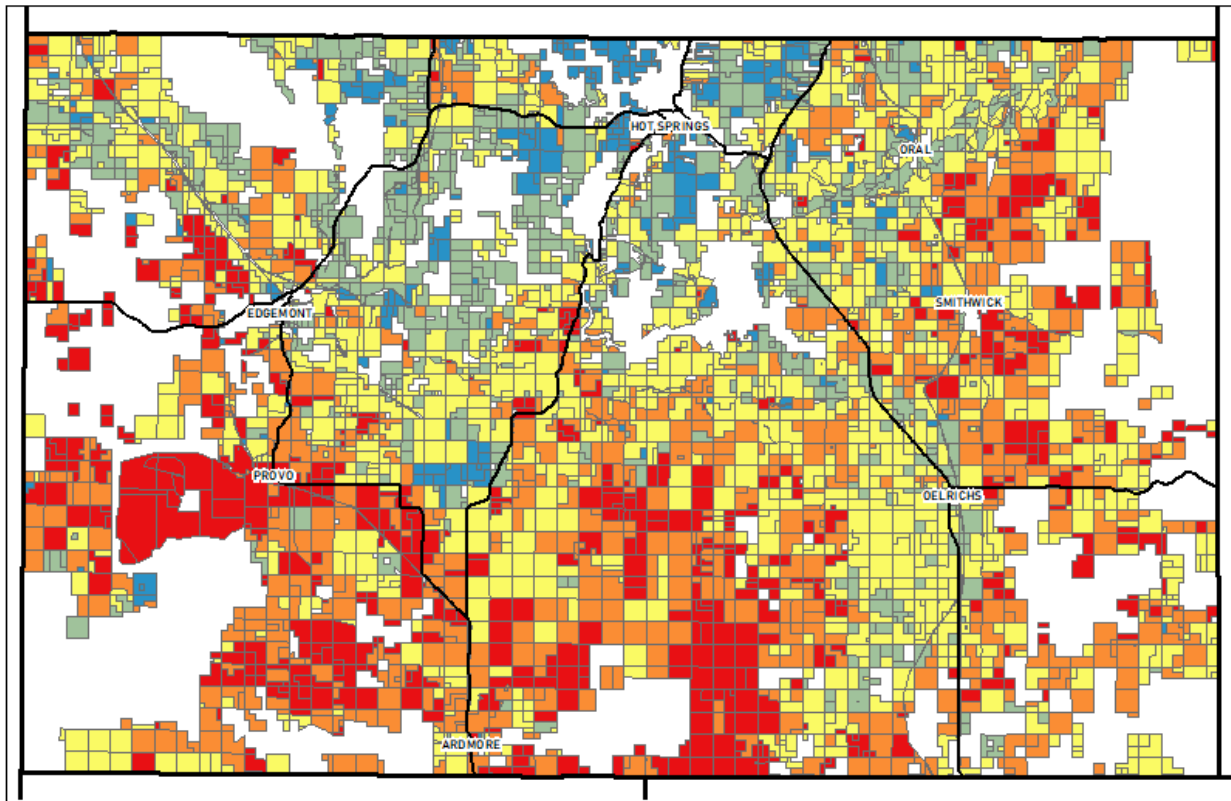 HOT SPRINGS
ORAL
SMITHWICK
EDGEMONT
PROVO
OELRICHS
ARDMORE